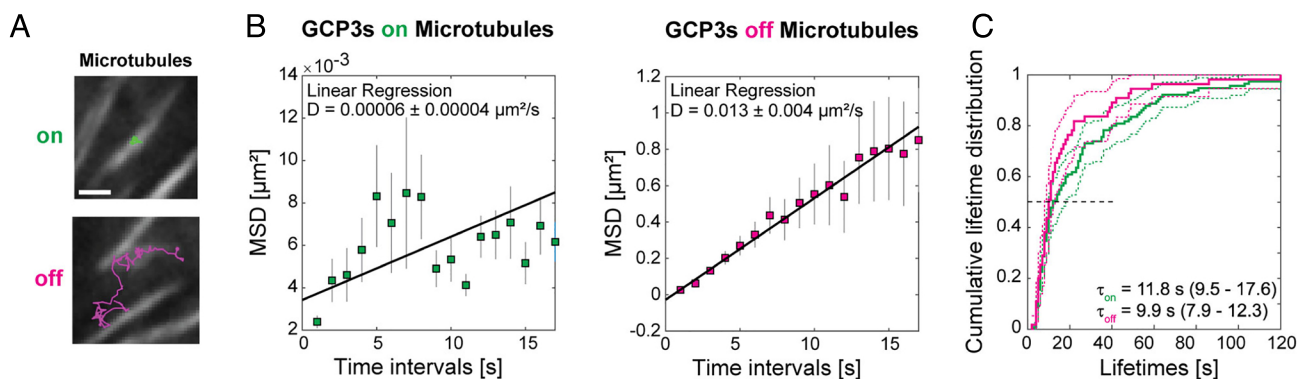 A
Microtubules
on
off
B
GCP3s on Microtubules
×10⁻³
Linear Regression
D = 0.00006 ± 0.00004 µm²/s
MSD [µm²]
14
12
10
8
6
4
2
0
5
10
15
Time intervals [s]
GCP3s off Microtubules
Linear Regression
D = 0.013 ± 0.004 µm²/s
MSD [µm²]
1.2
1.0
0.8
0.6
0.4
0.2
0
-0.2
0
5
10
15
Time intervals [s]
C
Cumulative lifetime distribution
1
0.8
0.6
0.4
0.2
0
τon = 11.8 s (9.5 - 17.6)
τoff = 9.9 s (7.9 - 12.3)
0
20
40
60
80
100
120
Lifetimes [s]